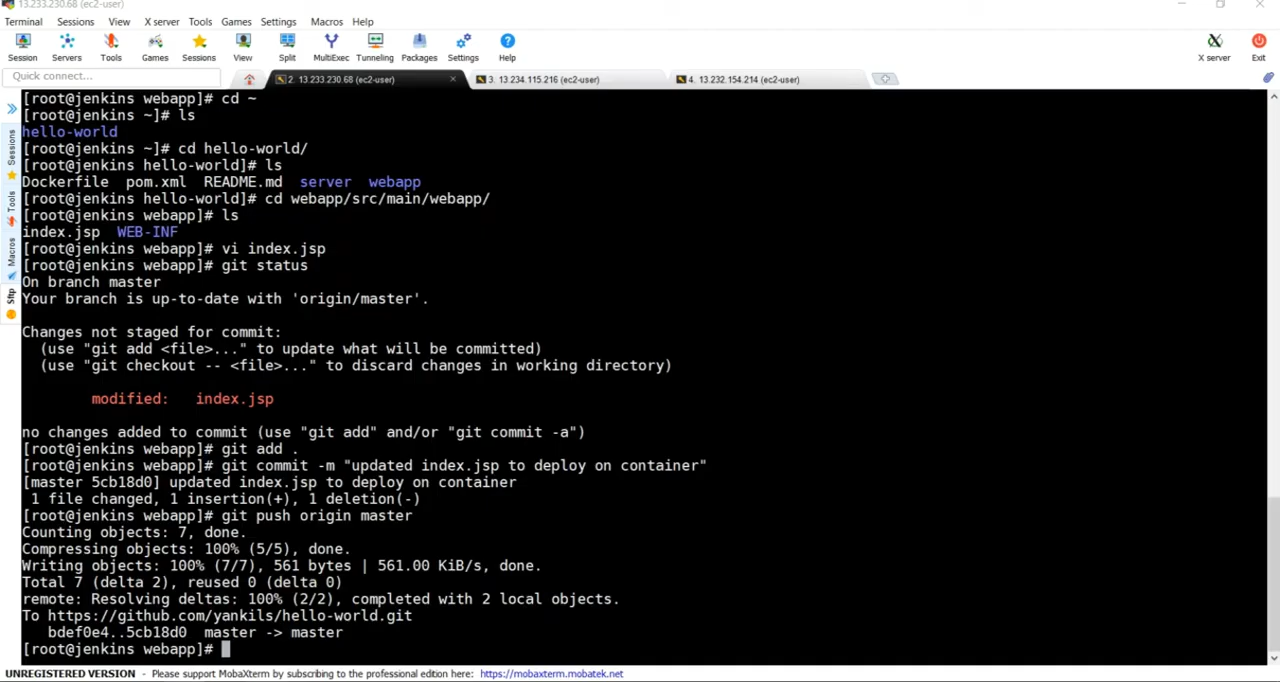 13.233.230.68 (ec2-user)
Terminal Sessions View X server Tools Games Settings Macros Help
Session Servers Tools Games Sessions View Split MultiExec Tunneling Packages Settings Help X server Exit
Quick connect...
2. 13.233.230.68 (ec2-user) 3. 13.234.115.216 (ec2-user) 4. 13.232.154.214 (ec2-user)
Sessions
Tools
Macros
Sftp
[root@jenkins webapp]# cd ~
[root@jenkins ~]# ls
hello-world
[root@jenkins ~]# cd hello-world/
[root@jenkins hello-world]# ls
Dockerfile pom.xml README.md server webapp
[root@jenkins hello-world]# cd webapp/src/main/webapp/
[root@jenkins webapp]# ls
index.jsp WEB-INF
[root@jenkins webapp]# vi index.jsp
[root@jenkins webapp]# git status
On branch master
Your branch is up-to-date with 'origin/master'.
Changes not staged for commit:
(use "git add <file>..." to update what will be committed)
(use "git checkout -- <file>..." to discard changes in working directory)
modified: index.jsp
no changes added to commit (use "git add" and/or "git commit -a")
[root@jenkins webapp]# git add .
[root@jenkins webapp]# git commit -m "updated index.jsp to deploy on container"
[master 5cb18d0] updated index.jsp to deploy on container
1 file changed, 1 insertion(+), 1 deletion(-)
[root@jenkins webapp]# git push origin master
Counting objects: 7, done.
Compressing objects: 100% (5/5), done.
Writing objects: 100% (7/7), 561 bytes | 561.00 KiB/s, done.
Total 7 (delta 2), reused 0 (delta 0)
remote: Resolving deltas: 100% (2/2), completed with 2 local objects.
To https://github.com/yankils/hello-world.git
bdef0e4..5cb18d0 master -> master
[root@jenkins webapp]#
UNREGISTERED VERSION - Please support MobaXterm by subscribing to the professional edition here: https://mobaxterm.mobatek.net